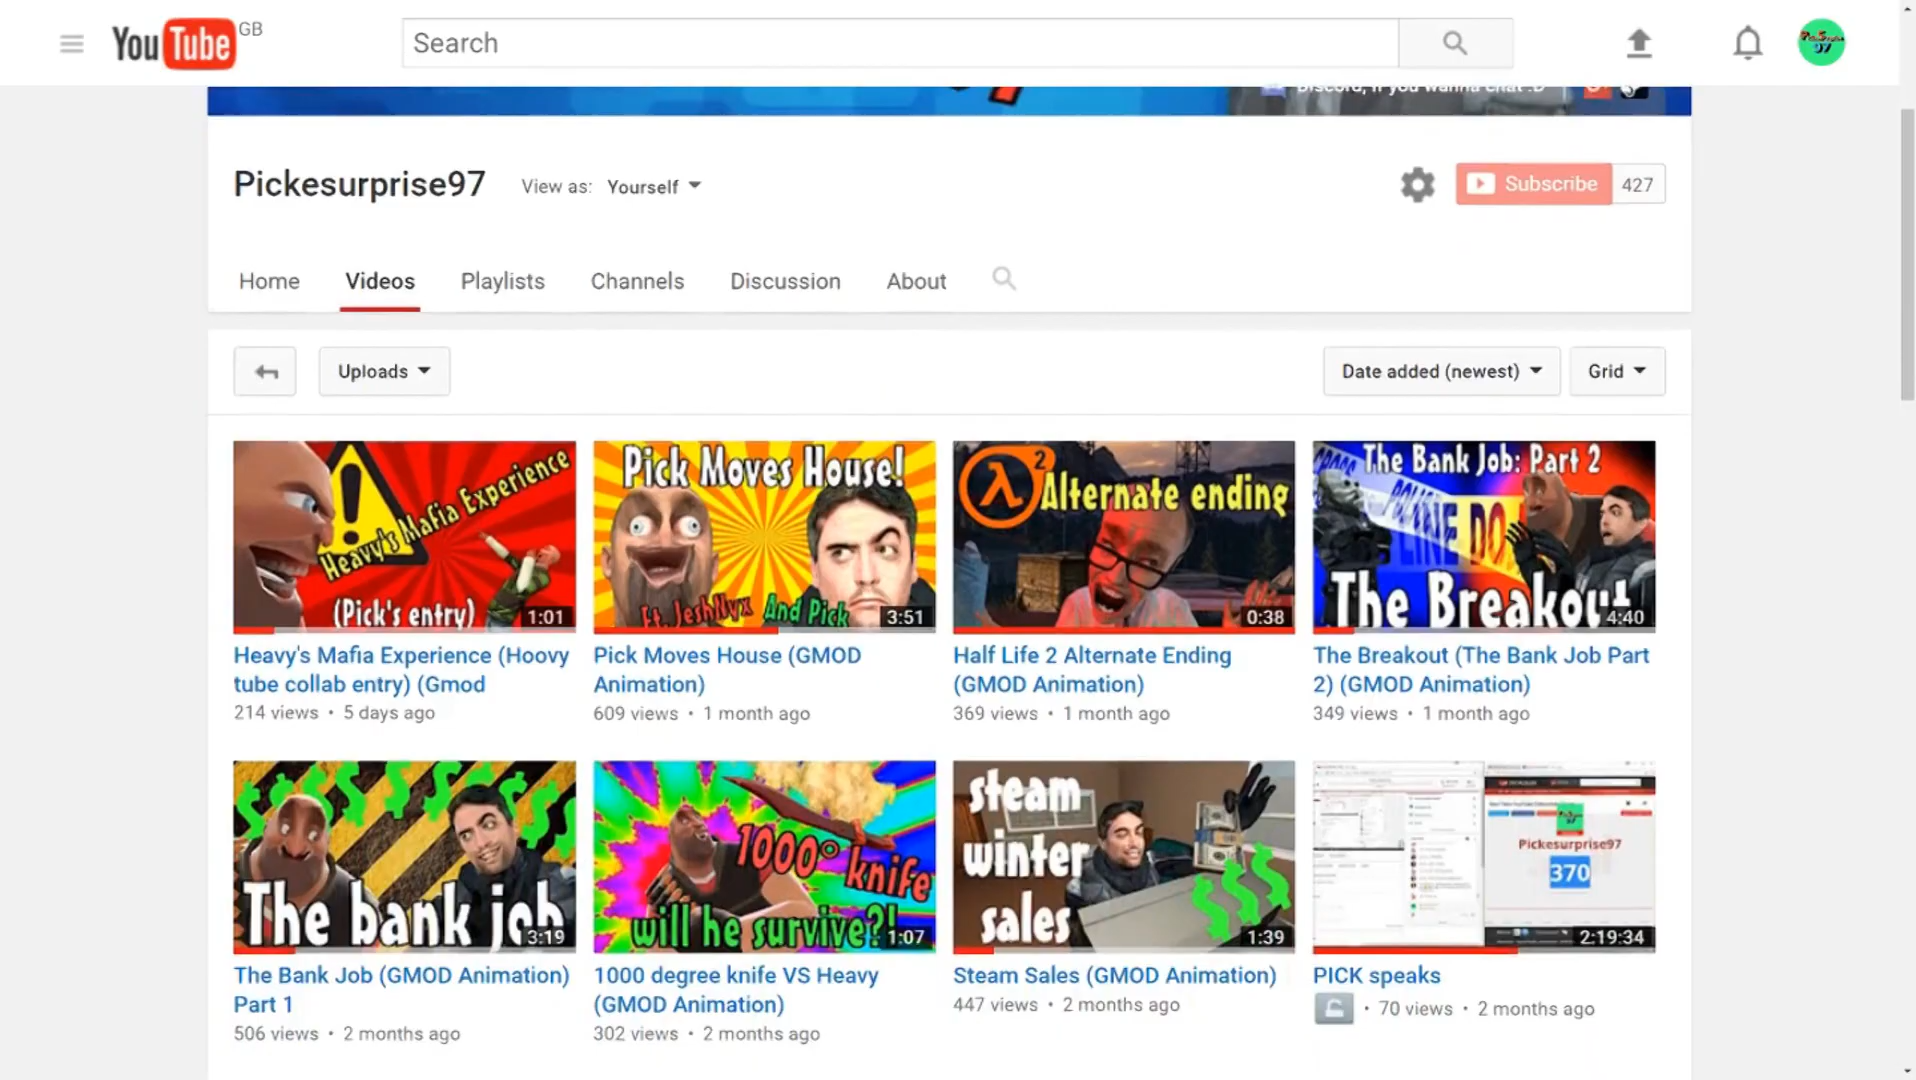 YouTube GB
Search
Discord, if you wanna chat :D
Pickesurprise97
View as: Yourself
Subscribe 427
Home Videos Playlists Channels Discussion About
Uploads
Date added (newest) Grid
Heavy's Mafia Experience
(Pick's entry)
1:01
Pick Moves House!
Ft. JeshNyx And Pick
3:51
2
Alternate ending
0:38
The Bank Job: Part 2
The Breakout
4:40
Heavy's Mafia Experience (Hoovy
tube collab entry) (Gmod
214 views • 5 days ago
Pick Moves House (GMOD
Animation)
609 views • 1 month ago
Half Life 2 Alternate Ending
(GMOD Animation)
369 views • 1 month ago
The Breakout (The Bank Job Part
2) (GMOD Animation)
349 views • 1 month ago
The bank job
3:19
1000° knife
will he survive?!
1:07
steam
winter
sales
1:39
Pickesurprise97
370
2:19:34
The Bank Job (GMOD Animation)
Part 1
506 views • 2 months ago
1000 degree knife VS Heavy
(GMOD Animation)
302 views • 2 months ago
Steam Sales (GMOD Animation)
447 views • 2 months ago
PICK speaks
• 70 views • 2 months ago